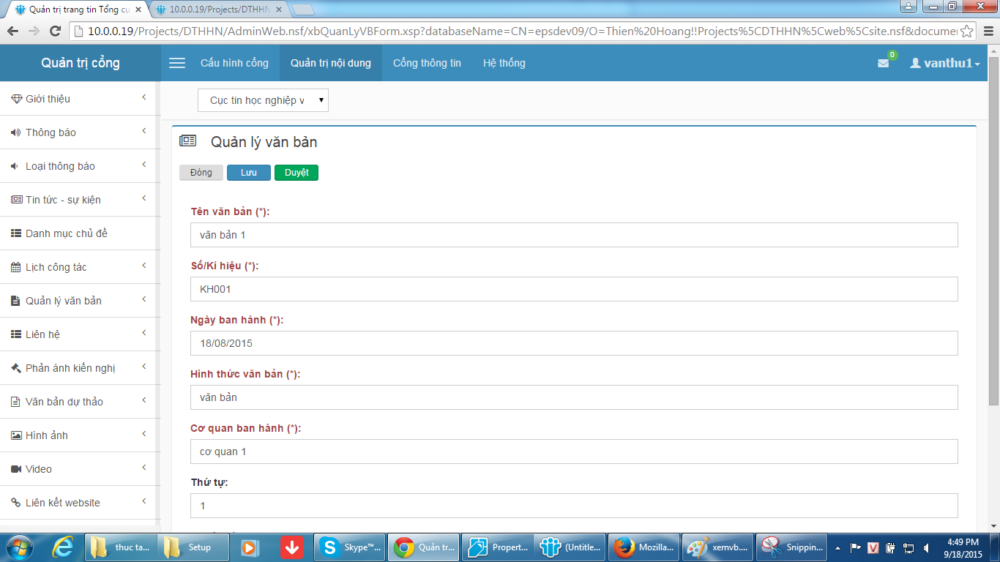 Quản trị trang tin Tổng cụ
10.0.0.19/Projects/DTHHN
10.0.0.19/Projects/DTHHN/AdminWeb.nsf/xbQuanLyVBForm.xsp?databaseName=CN=epsdev09/O=Thien%20Hoang!!Projects%5CDTHHN%5Cweb%5Csite.nsf&documer
Quản trị cổng
Cấu hình cổng
Quản trị nội dung
Cổng thông tin
Hệ thống
0
vanthu1
Cục tin học nghiệp v
Giới thiệu
Thông báo
Loại thông báo
Tin tức - sự kiện
Danh mục chủ đề
Lịch công tác
Quản lý văn bản
Liên hệ
Phản ánh kiến nghị
Văn bản dự thảo
Hình ảnh
Video
Liên kết website
Quản lý văn bản
Đóng
Lưu
Duyệt
Tên văn bản (*):
văn bản 1
Số/Kí hiệu (*):
KH001
Ngày ban hành (*):
18/08/2015
Hình thức văn bản (*):
văn bản
Cơ quan ban hành (*):
cơ quan 1
Thứ tự:
1
thuc ta...
Setup
Skype™...
Quản tr...
Propert...
(Untitle...
Mozilla...
xemvb....
Snippin...
4:49 PM
9/18/2015